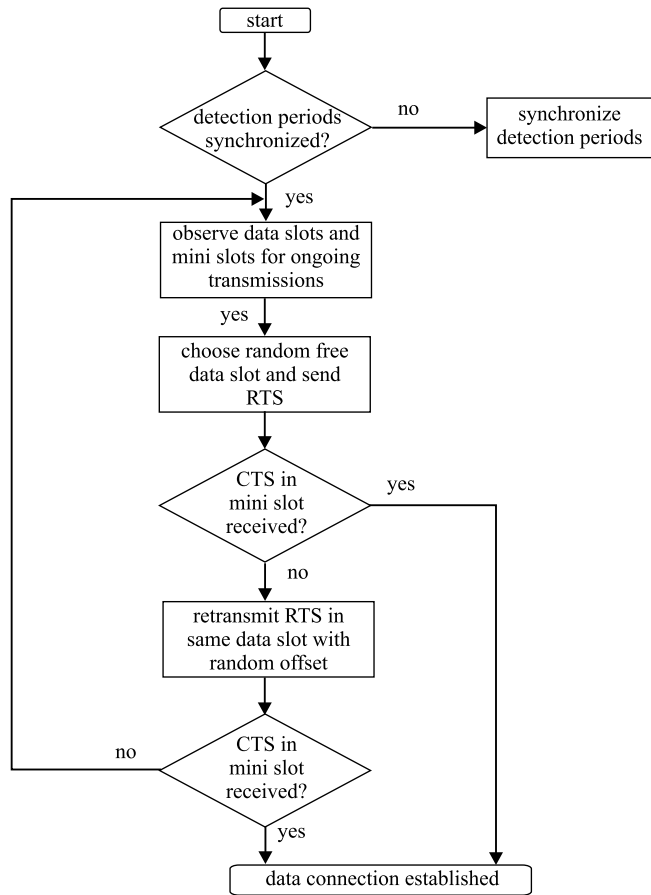 start
detection periods
synchronized?
no
synchronize
detection periods
yes
observe data slots and
mini slots for ongoing
transmissions
yes
choose random free
data slot and send
RTS
CTS in
mini slot
received?
yes
no
retransmit RTS in
same data slot with
random offset
no
CTS in
mini slot
received?
yes
data connection established